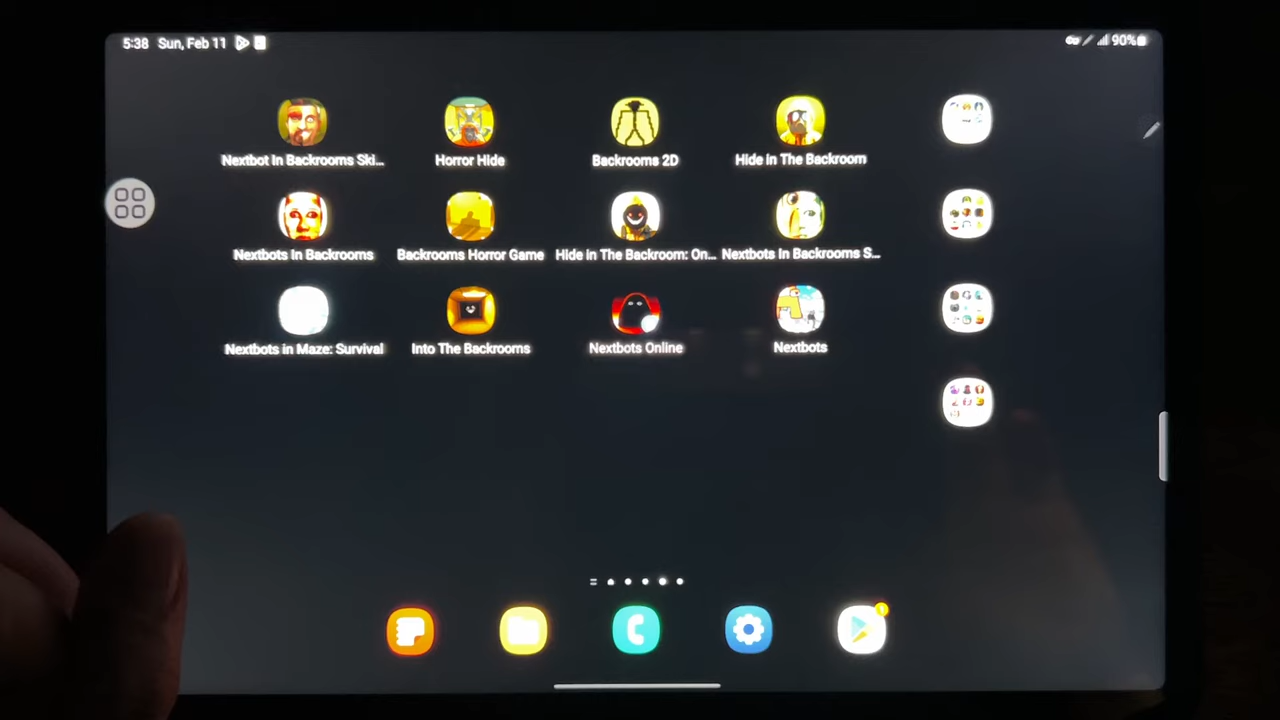 5:38 Sun, Feb 11
90%
Nextbot In Backrooms Ski...
Horror Hide
Backrooms 2D
Hide in The Backroom
Nextbots In Backrooms
Backrooms Horror Game
Hide in The Backroom: On...
Nextbots In Backrooms S...
Nextbots in Maze: Survival
Into The Backrooms
Nextbots Online
Nextbots